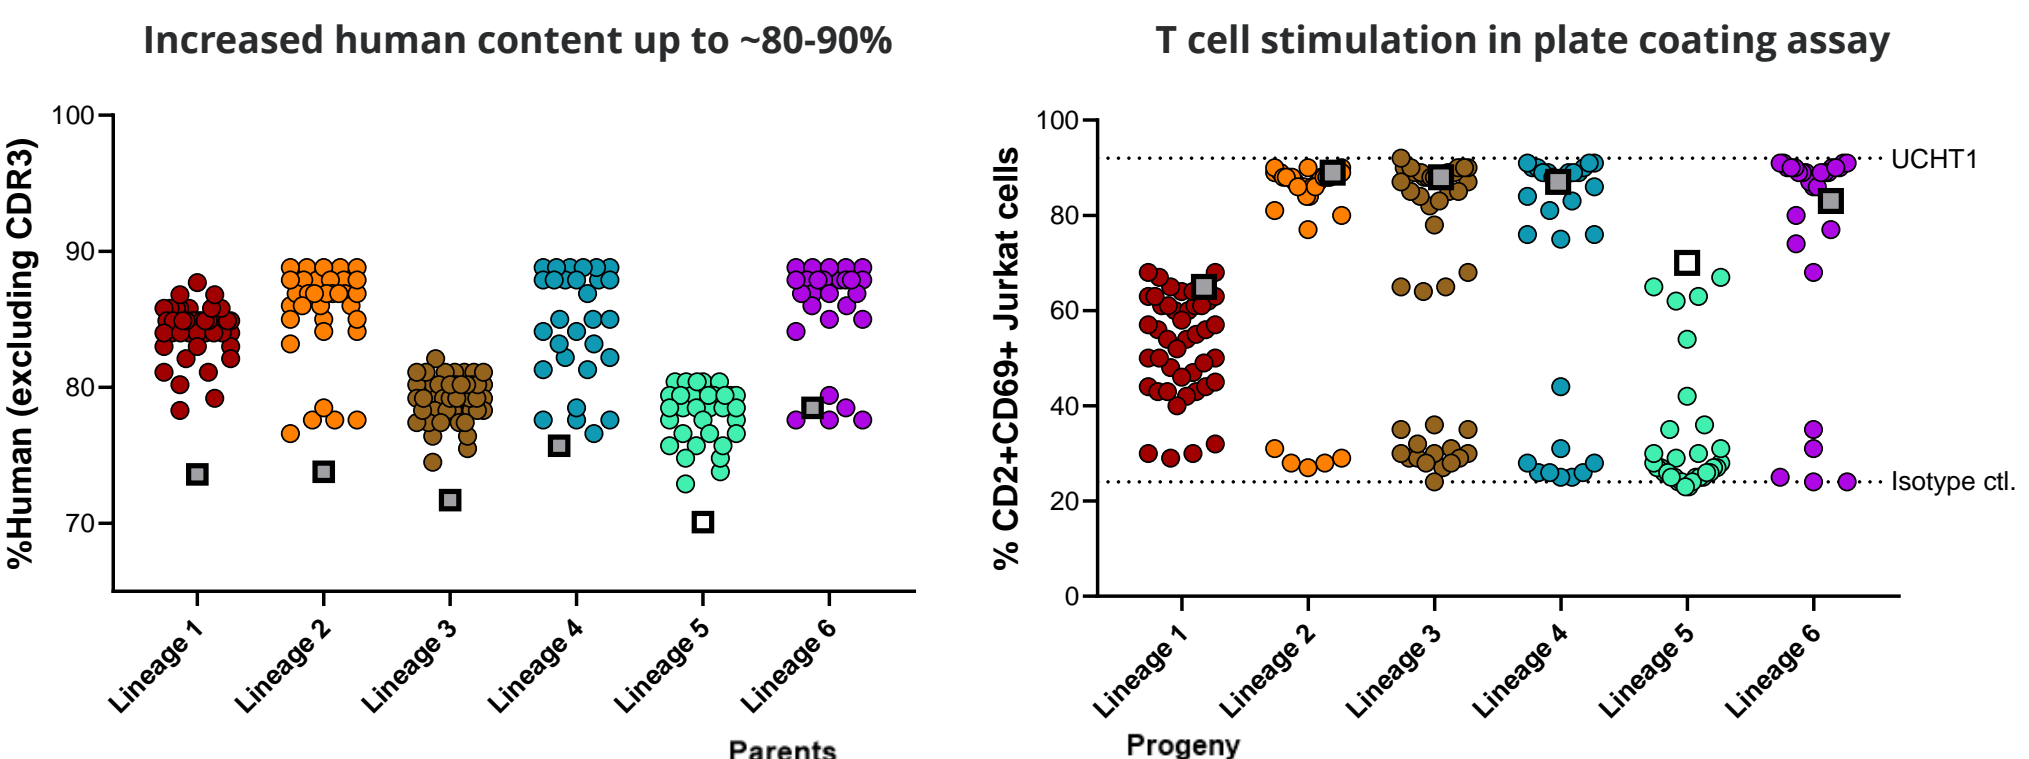 Increased human content up to ~80-90%
%Human (excluding CDR3)
100
90
80
70
Lineage 1
Lineage 2
Lineage 3
Lineage 4
Lineage 5
Lineage 6
Parents
T cell stimulation in plate coating assay
% CD2+CD69+ Jurkat cells
100
80
60
40
20
0
UCHT1
Isotype ctl.
Lineage 1
Lineage 2
Lineage 3
Lineage 4
Lineage 5
Lineage 6
Progeny